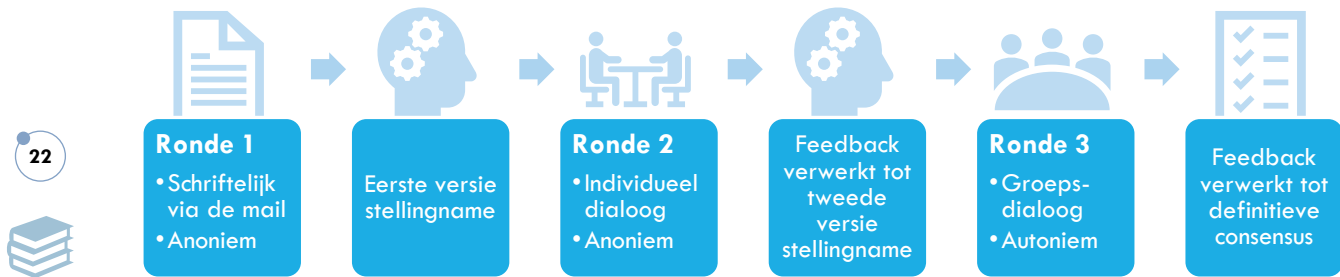 22
Ronde 1
• Schriftelijk
via de mail
• Anoniem
Eerste versie
stellingname
Ronde 2
• Individueel
dialoog
• Anoniem
Feedback
verwerkt tot
tweede
versie
stellingname
Ronde 3
• Groeps-
dialoog
• Autoniem
Feedback
verwerkt tot
definitieve
consensus